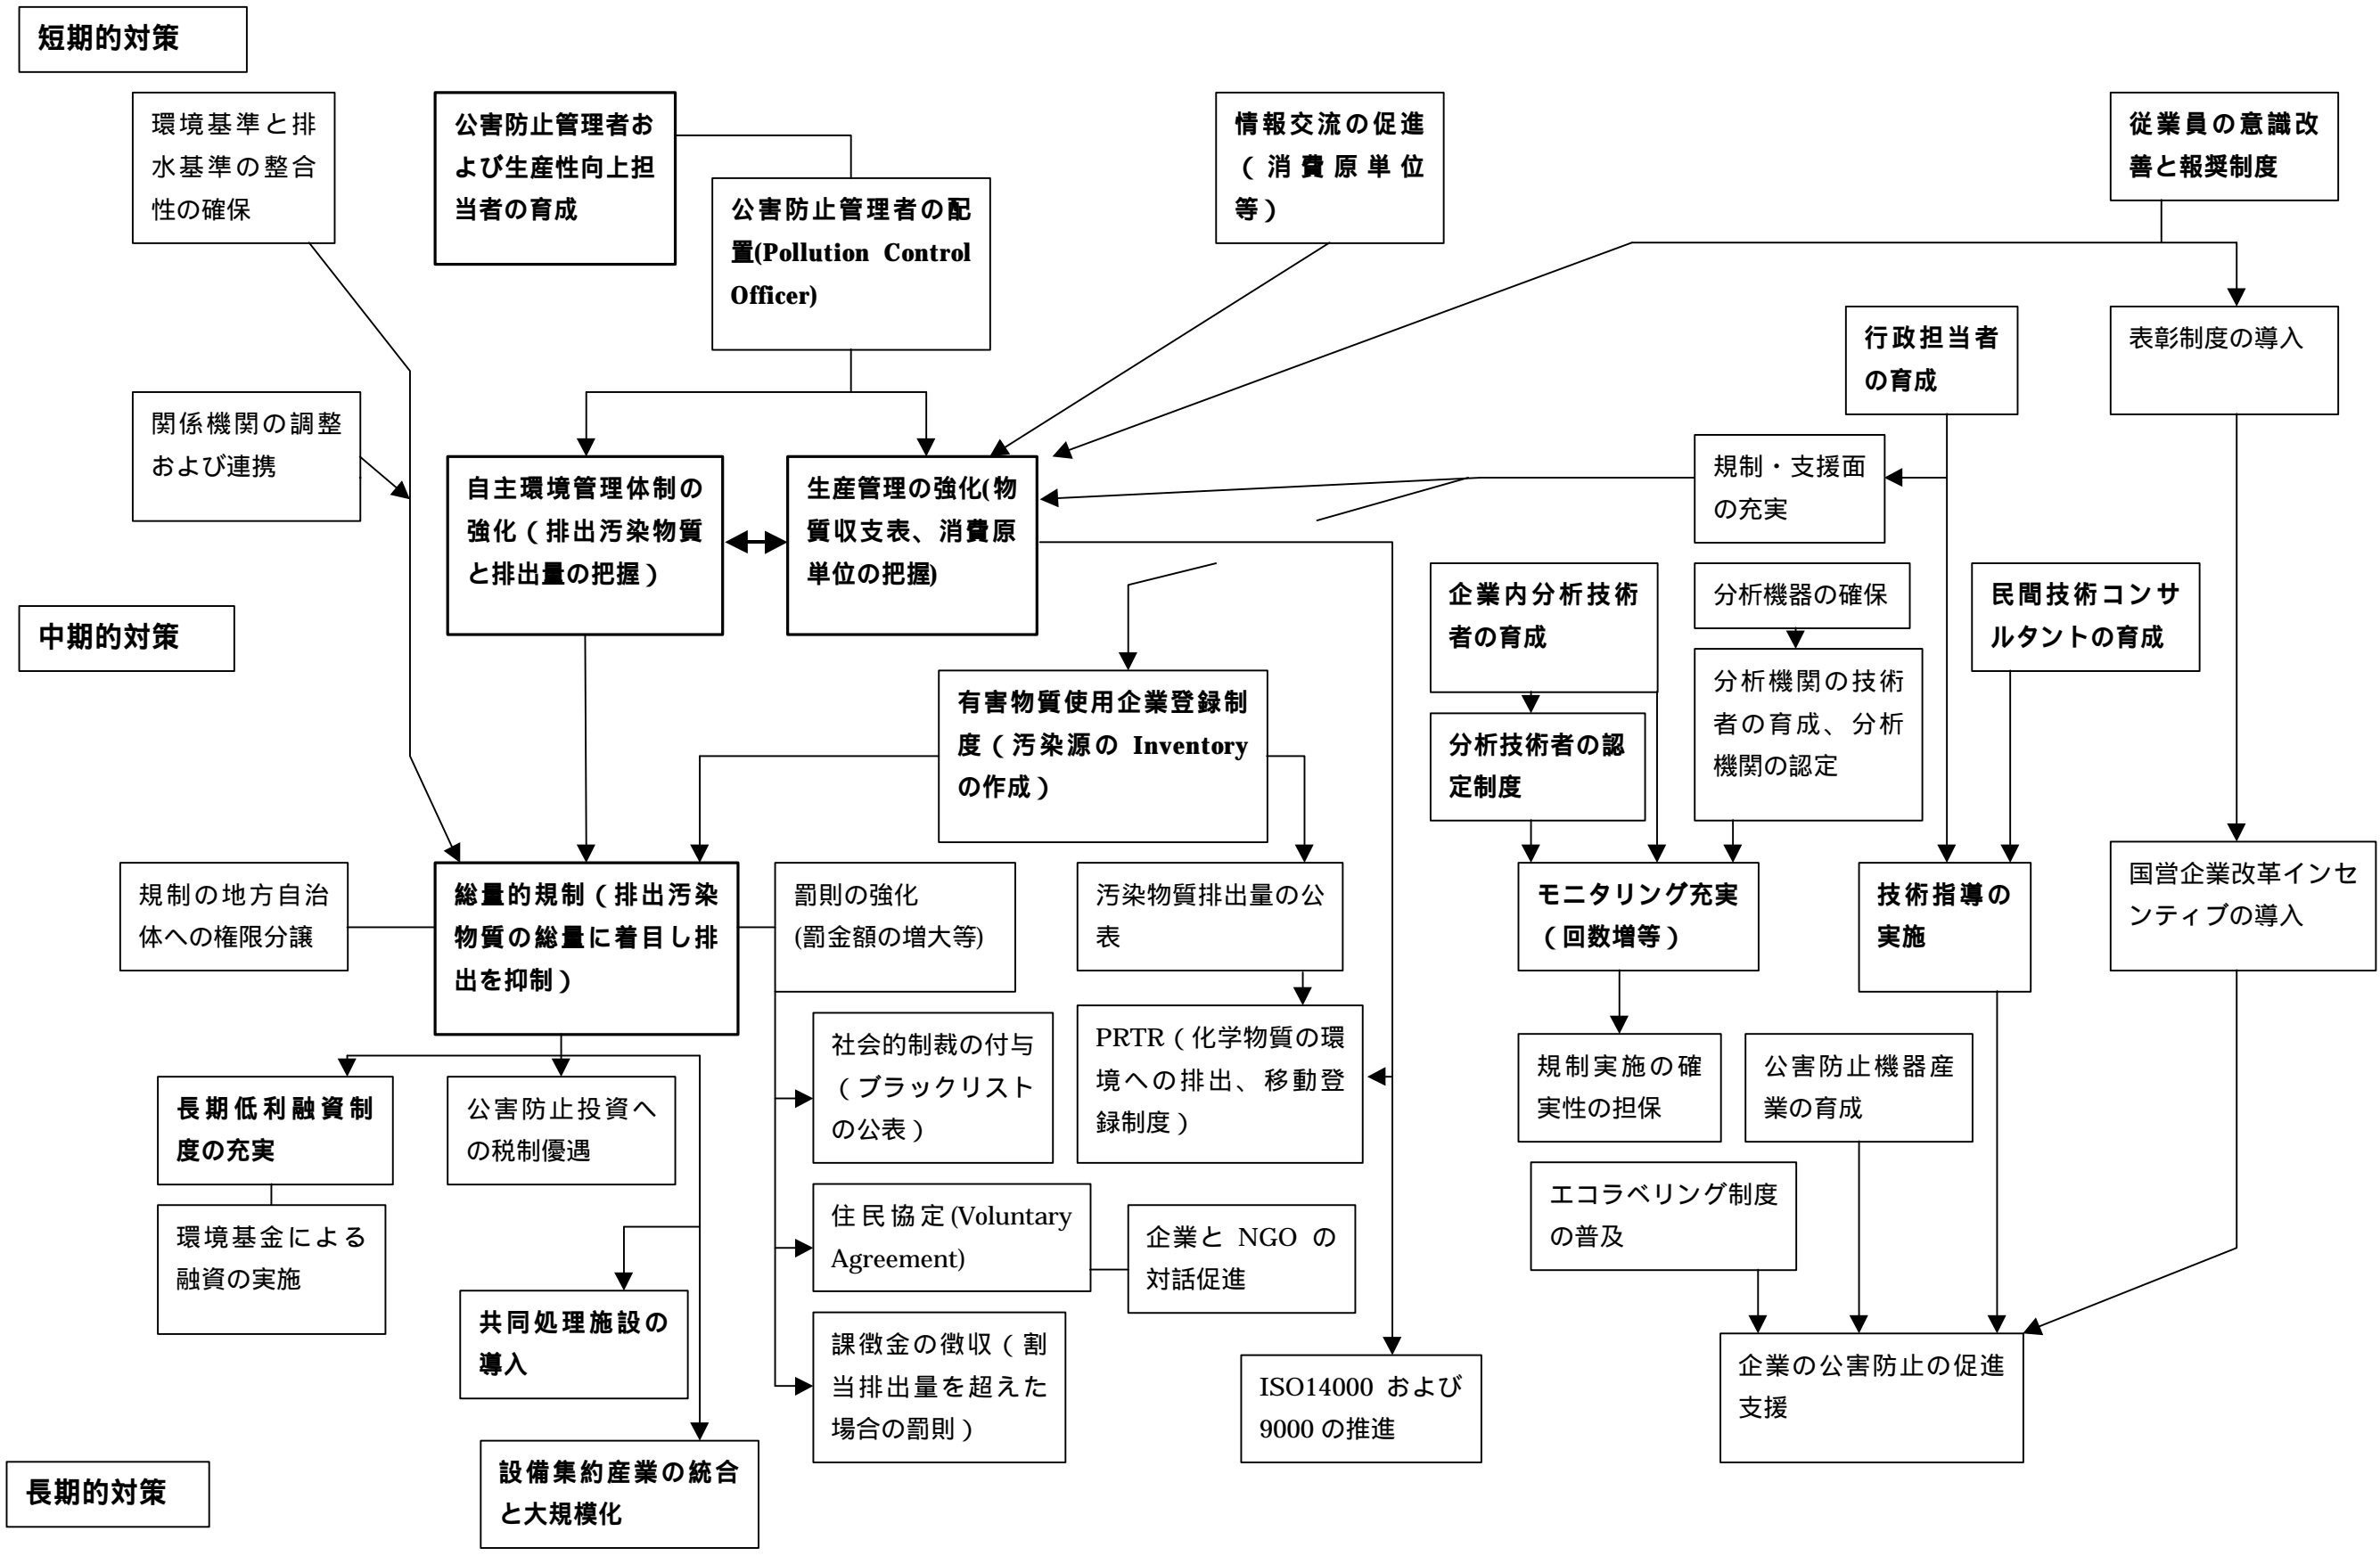 短期的対策
環境基準と排
水基準の整合
性の確保
公害防止管理者お
よび生産性向上担
当者の育成
公害防止管理者の配
置(Pollution Control
Officer)
情報交流の促進
（消費原単位
等）
従業員の意識改
善と報奨制度
行政担当者
の育成
表彰制度の導入
関係機関の調整
および連携
自主環境管理体制の
強化（排出汚染物質
と排出量の把握）
生産管理の強化(物
質収支表、消費原
単位の把握)
規制・支援面
の充実
中期的対策
企業内分析技術
者の育成
分析機器の確保
民間技術コンサ
ルタントの育成
有害物質使用企業登録制
度（汚染源の Inventory
の作成）
分析技術者の認
定制度
分析機関の技術
者の育成、分析
機関の認定
規制の地方自治
体への権限分譲
総量的規制（排出汚染
物質の総量に着目し排
出を抑制）
罰則の強化
(罰金額の増大等)
汚染物質排出量の公
表
モニタリング充実
（回数増等）
技術指導の
実施
国営企業改革インセ
ンティブの導入
長期低利融資制
度の充実
公害防止投資へ
の税制優遇
社会的制裁の付与
（ブラックリスト
の公表）
PRTR（化学物質の環
境への排出、移動登
録制度）
規制実施の確
実性の担保
公害防止機器産
業の育成
環境基金による
融資の実施
住民協定(Voluntary
Agreement)
企業と NGO の
対話促進
エコラベリング制度
の普及
共同処理施設の
導入
課徴金の徴収（割
当排出量を超えた
場合の罰則）
ISO14000 および
9000 の推進
企業の公害防止の促進
支援
長期的対策
設備集約産業の統合
と大規模化